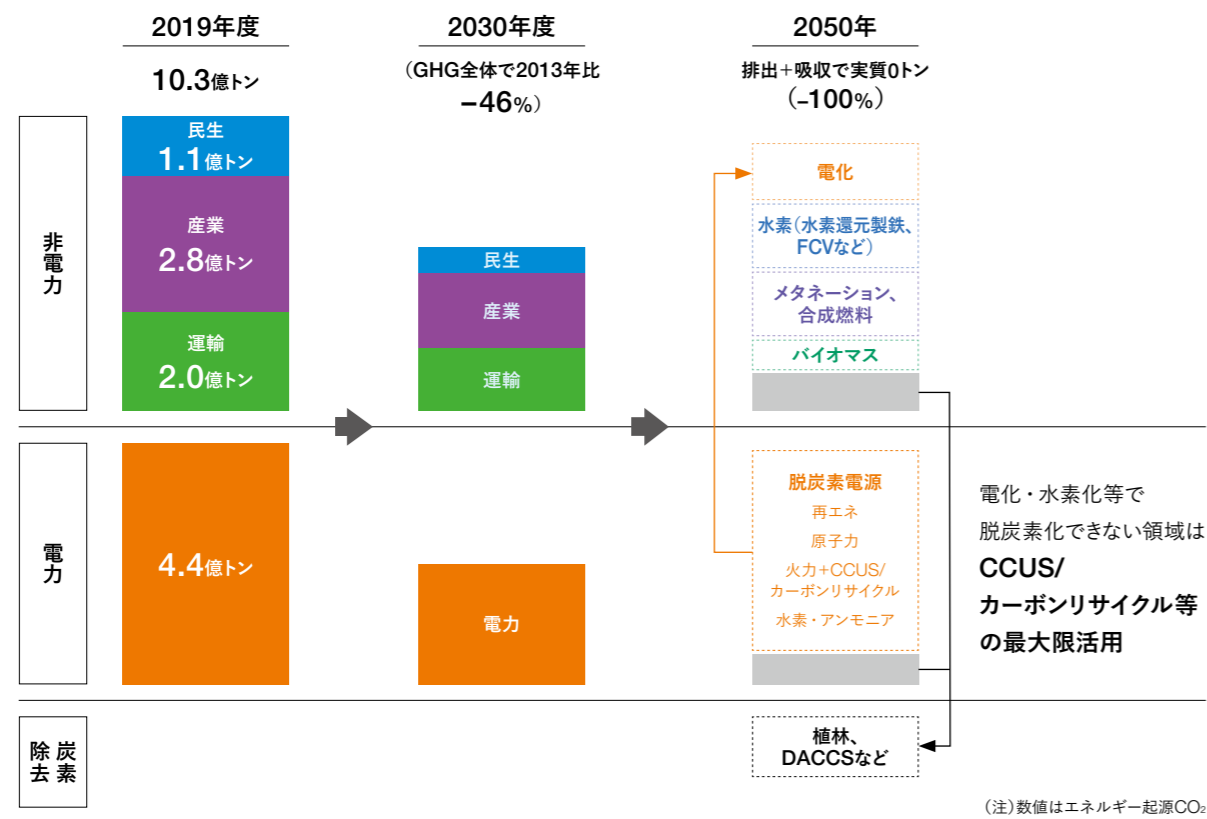 2019年度
10.3億トン
2030年度
（GHG全体で2013年比
−46%）
2050年
排出＋吸収で実質0トン
（−100%）
非電力
民生
1.1億トン
産業
2.8億トン
運輸
2.0億トン
民生
産業
運輸
電化
水素（水素還元製鉄、
FCVなど）
メタネーション、
合成燃料
バイオマス
電力
4.4億トン
電力
脱炭素電源
再エネ
原子力
火力＋CCUS/
カーボンリサイクル
水素・アンモニア
電化・水素化等で
脱炭素化できない領域は
CCUS/
カーボンリサイクル等
の最大限活用
炭素
除去
植林、
DACCSなど
（注）数値はエネルギー起源CO₂